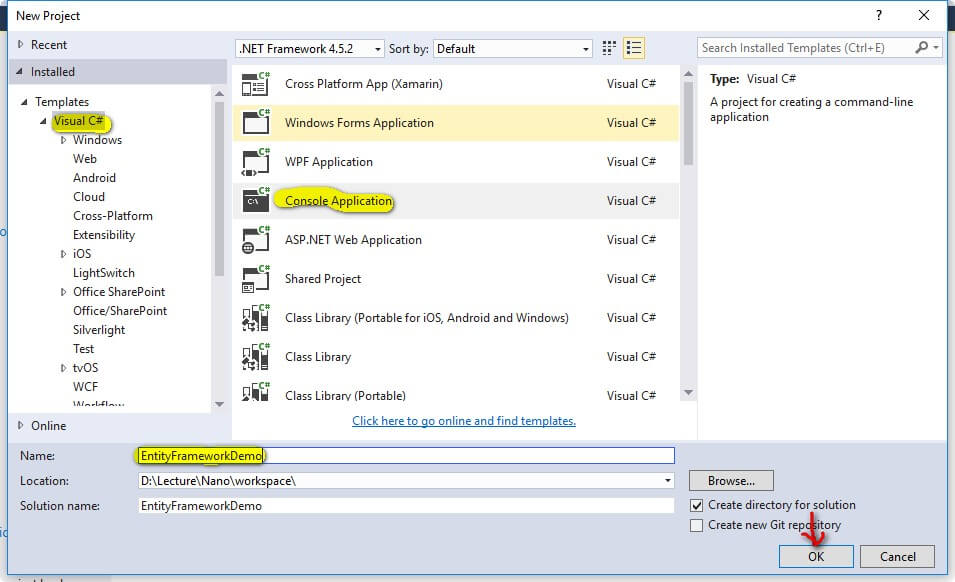 New Project
?
Recent
Installed
.NET Framework 4.5.2
Sort by:
Default
Search Installed Templates (Ctrl+E)
Templates
Visual C#
Windows
Web
Android
Cloud
Cross-Platform
Extensibility
iOS
LightSwitch
Office SharePoint
Office/SharePoint
Silverlight
Test
tvOS
WCF
Workflow
Online
C# Cross Platform App (Xamarin) Visual C#
C# Windows Forms Application Visual C#
C# WPF Application Visual C#
C# C:\ Console Application Visual C#
C# ASP.NET Web Application Visual C#
C# Shared Project Visual C#
C# Class Library (Portable for iOS, Android and Windows) Visual C#
C# Class Library Visual C#
C# Class Library (Portable) Visual C#
Click here to go online and find templates.
Type: Visual C#
A project for creating a command-line
application
Name: EntityFrameworkDemo
Location: D:\Lecture\Nano\workspace\
Browse...
Solution name: EntityFrameworkDemo
Create directory for solution
Create new Git repository
OK
Cancel